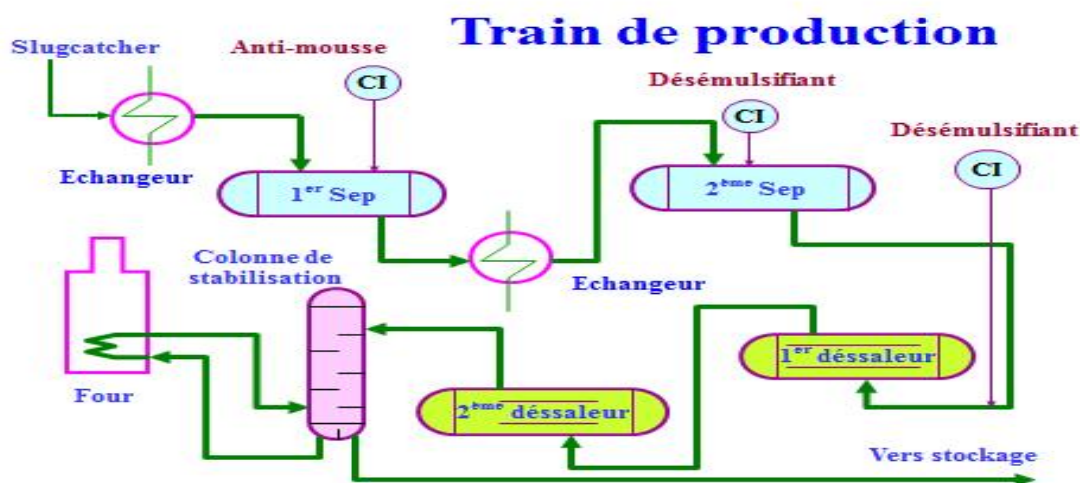 Train de production
Slugcatcher
Anti-mousse
CI
Désémulsifiant
CI
Désémulsifiant
CI
Echangeur
1er Sep
2ème Sep
Colonne de
stabilisation
Echangeur
1er déssaleur
Four
2ème déssaleur
Vers stockage